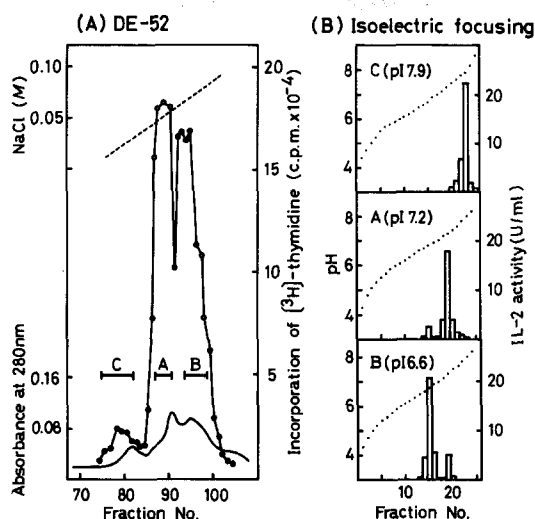 (A) DE-52
NaCl (M)
0.10
0.05
Absorbance at 280nm
0.16
0.08
C
A
B
20
15
10
5
Incorporation of [³H]-thymidine (c.p.m.x10⁻⁴)
70 80 90 100
Fraction No.
(B) Isoelectric focusing
C (pI 7.9)
8
6
4
20
10
A (pI 7.2)
8
6
4
20
10
B (pI 6.6)
8
6
4
20
10
pH
IL-2 activity (U/ml)
10 20
Fraction No.